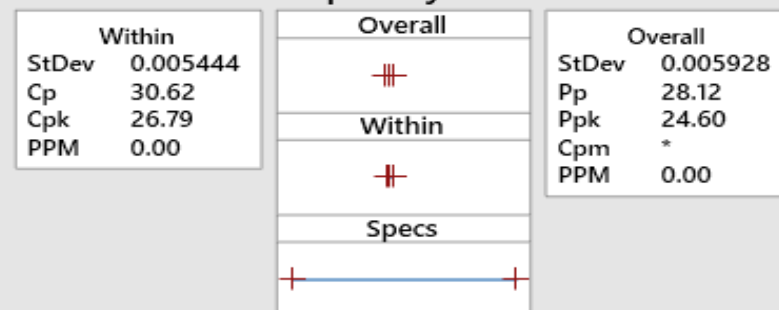 Within
StDev 0.005444
Cp 30.62
Cpk 26.79
PPM 0.00
Overall
Within
Specs
Overall
StDev 0.005928
Pp 28.12
Ppk 24.60
Cpm *
PPM 0.00